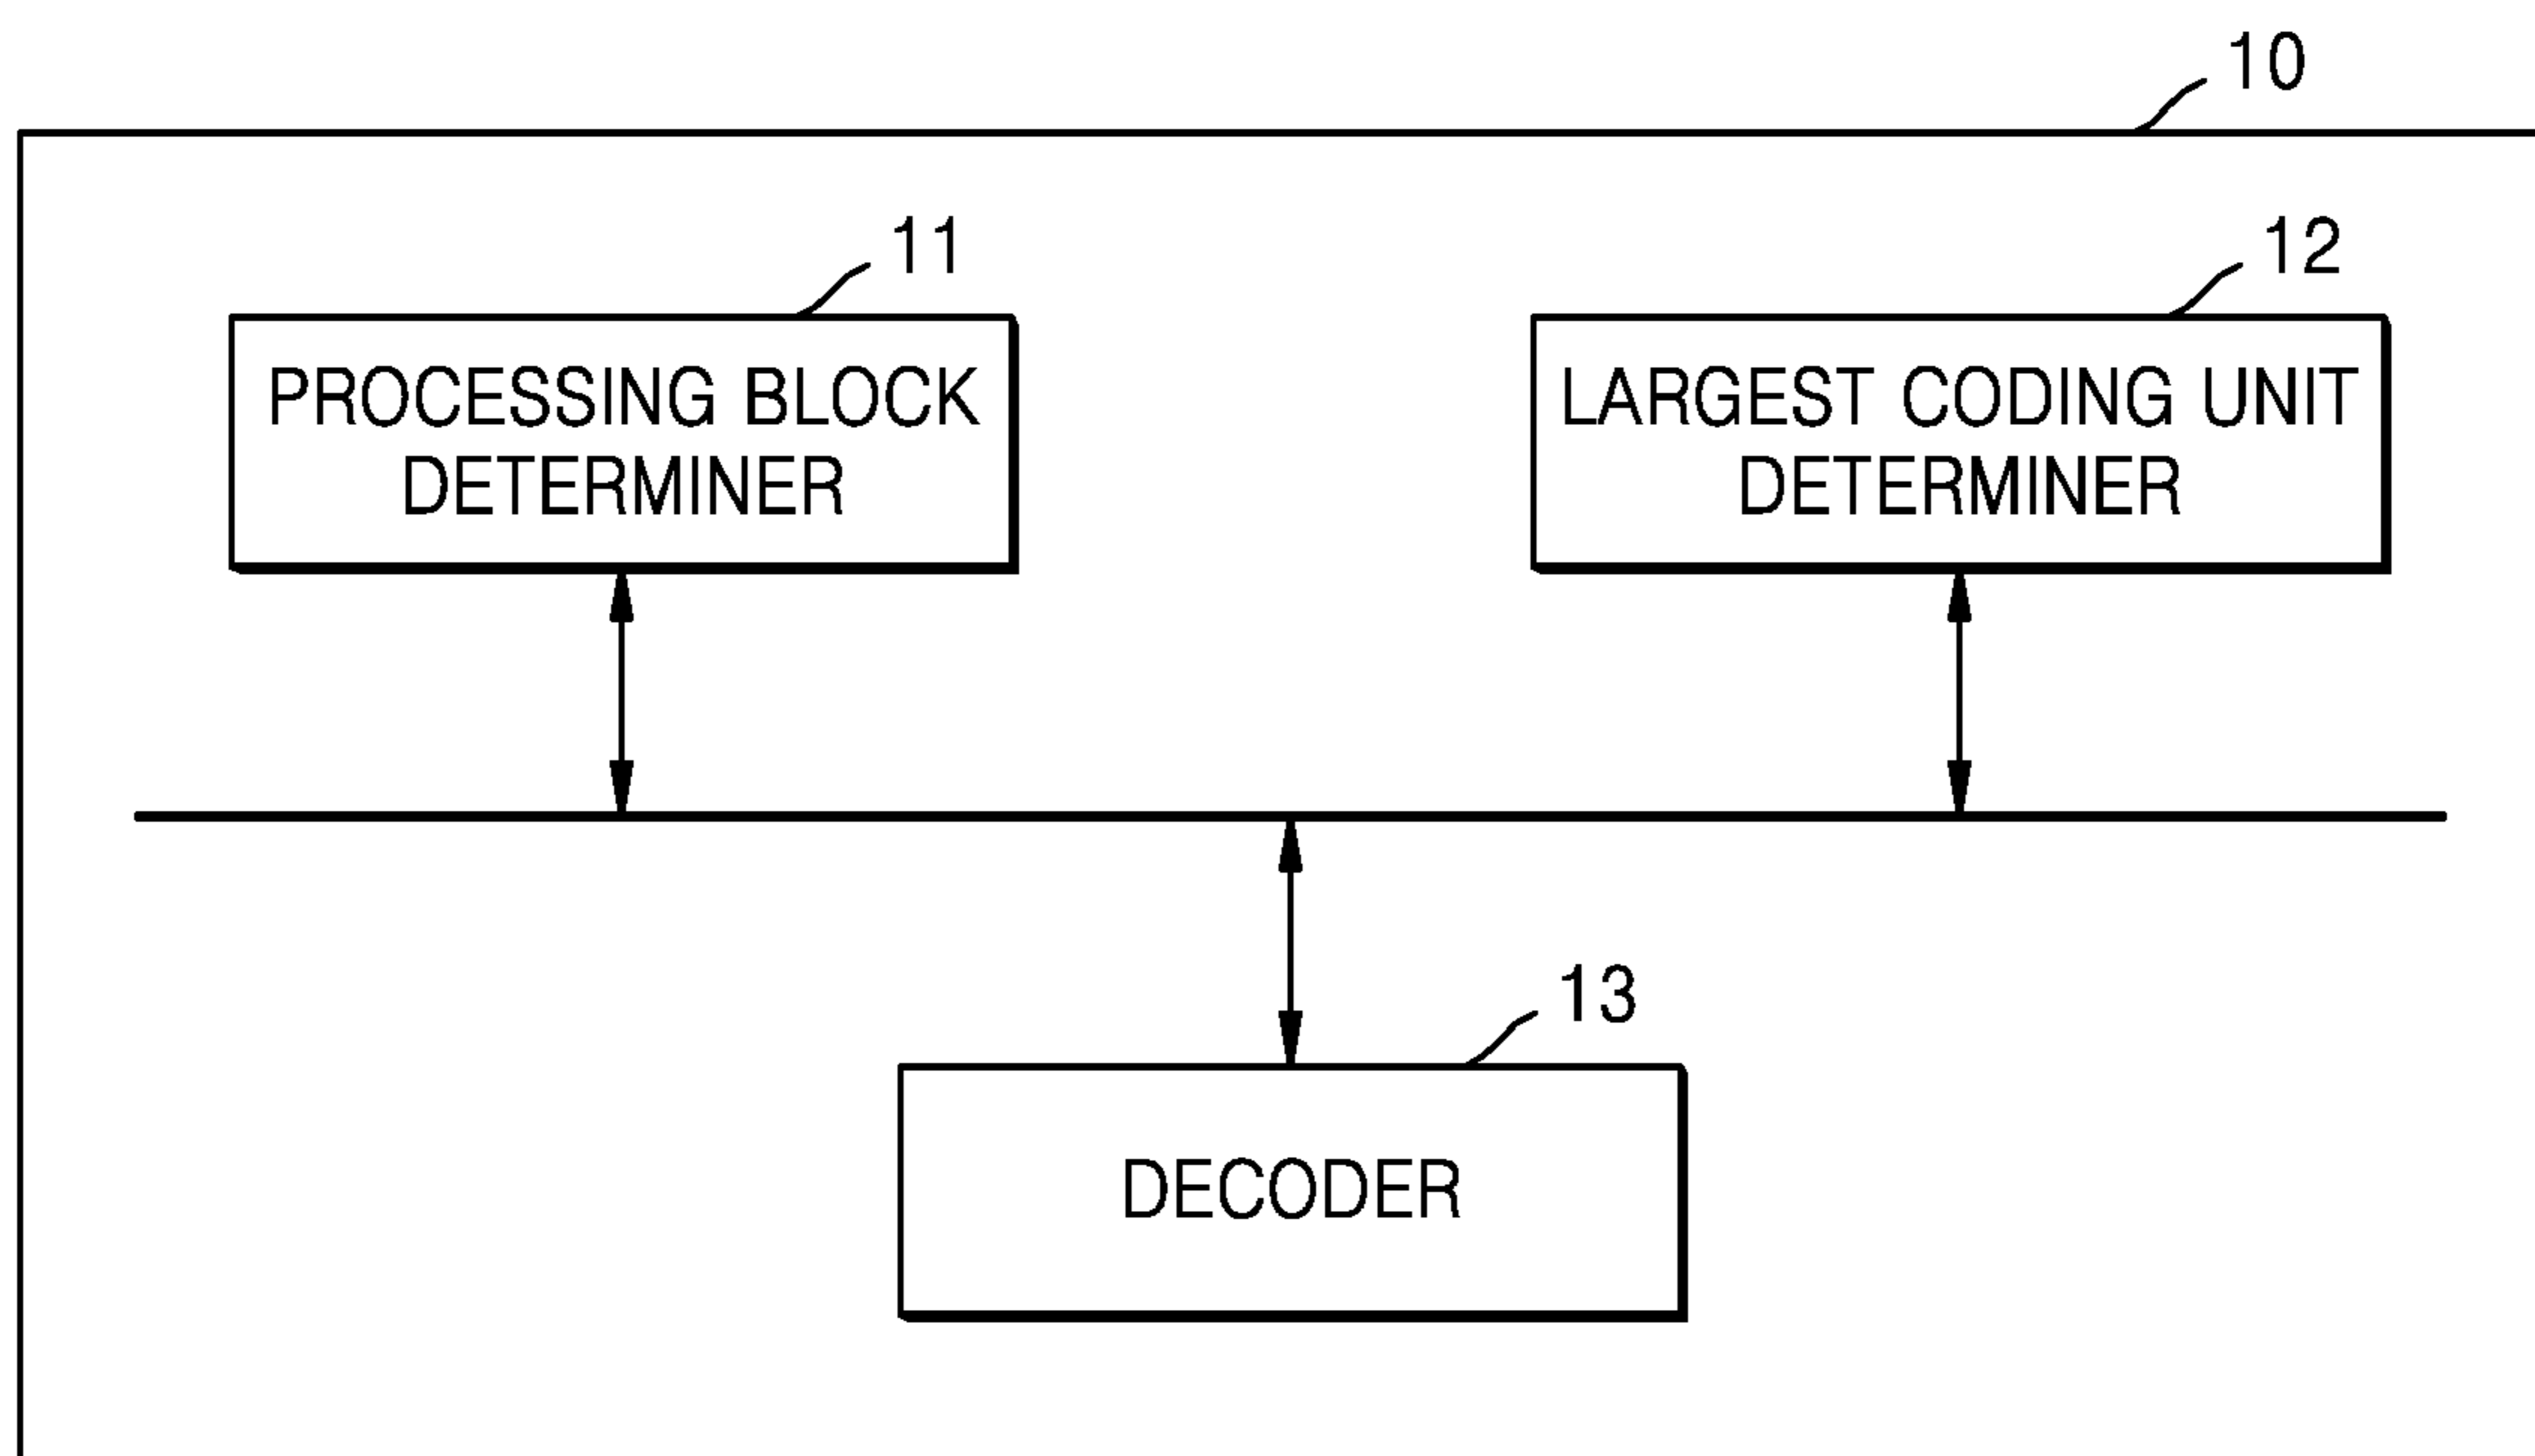 10
11
12
PROCESSING BLOCK
DETERMINER
LARGEST CODING UNIT
DETERMINER
13
DECODER